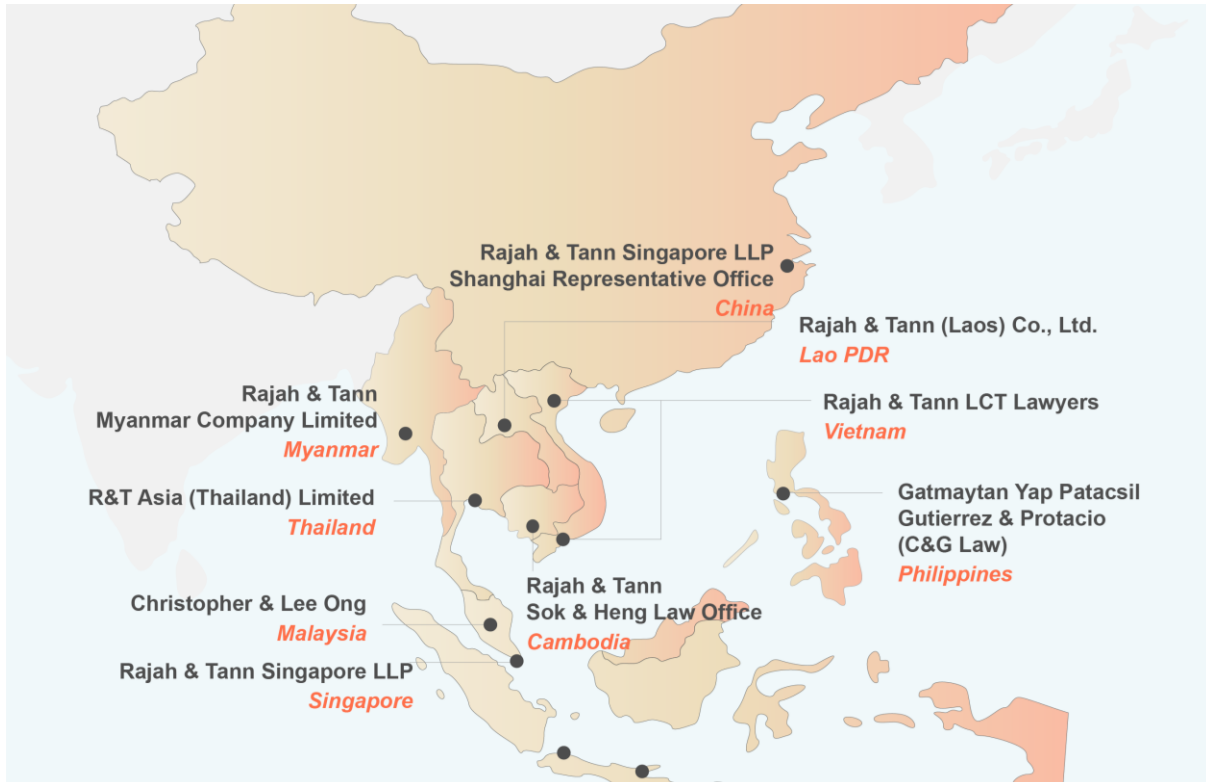 Rajah & Tann Singapore LLP
Shanghai Representative Office
China
Rajah & Tann (Laos) Co., Ltd.
Lao PDR
Rajah & Tann
Myanmar Company Limited
Myanmar
Rajah & Tann LCT Lawyers
Vietnam
R&T Asia (Thailand) Limited
Thailand
Gatmaytan Yap Patacsil
Gutierrez & Protacio
(C&G Law)
Philippines
Rajah & Tann
Sok & Heng Law Office
Cambodia
Christopher & Lee Ong
Malaysia
Rajah & Tann Singapore LLP
Singapore